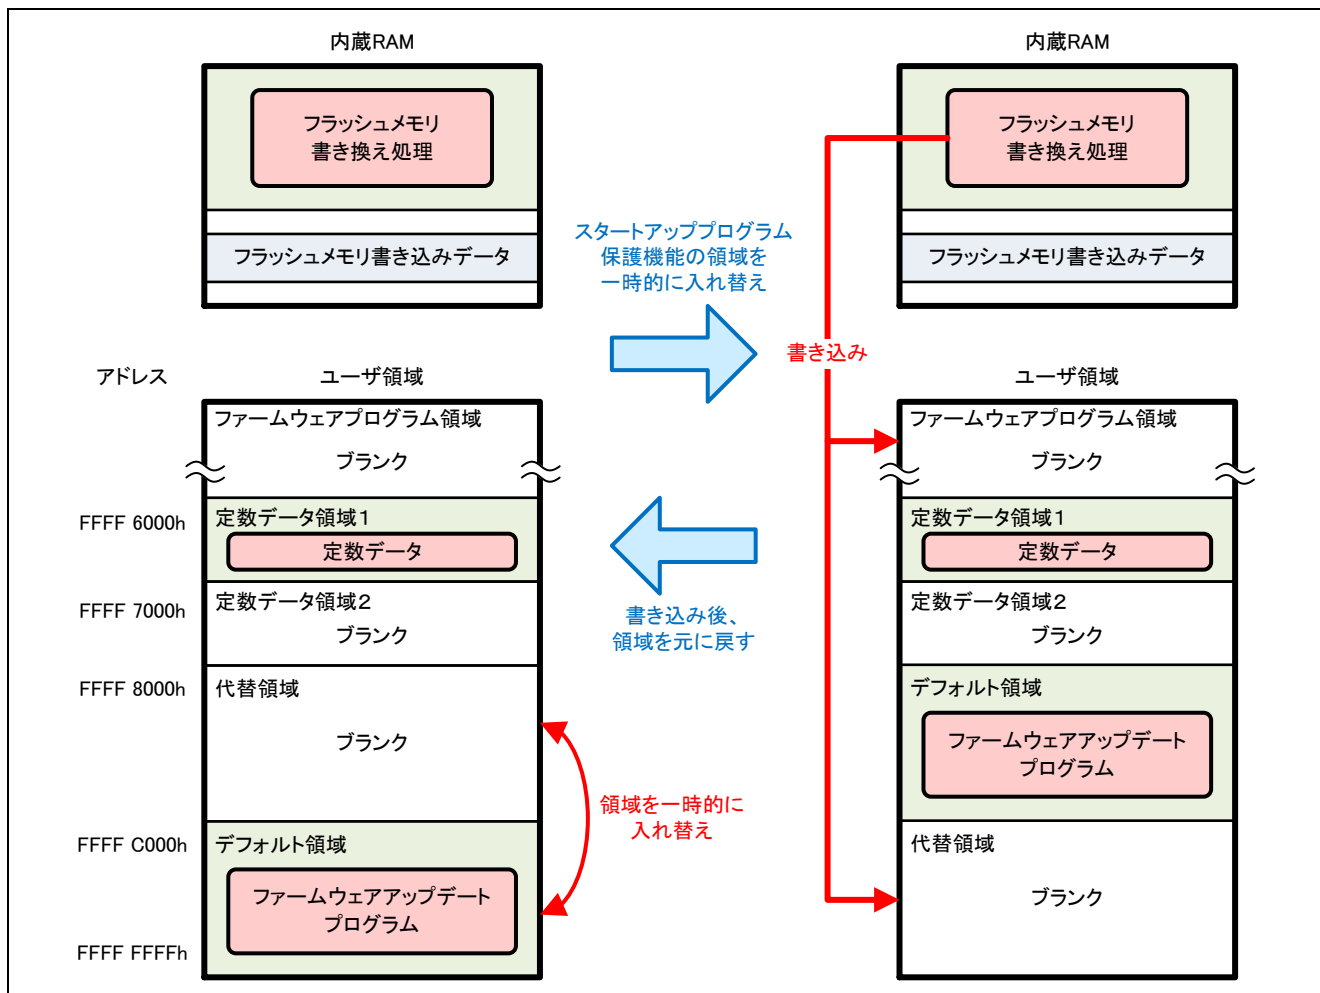 内蔵RAM
フラッシュメモリ
書き換え処理
フラッシュメモリ書き込みデータ
アドレス
ユーザ領域
ファームウェアプログラム領域
ブランク
FFFF 6000h
定数データ領域1
定数データ
FFFF 7000h
定数データ領域2
ブランク
FFFF 8000h
代替領域
ブランク
FFFF C000h
デフォルト領域
ファームウェアアップデート
プログラム
FFFF FFFFh
スタートアッププログラム
保護機能の領域を
一時的に入れ替え
書き込み後、
領域を元に戻す
領域を一時的に
入れ替え
書き込み
内蔵RAM
フラッシュメモリ
書き換え処理
フラッシュメモリ書き込みデータ
ユーザ領域
ファームウェアプログラム領域
ブランク
定数データ領域1
定数データ
定数データ領域2
ブランク
デフォルト領域
ファームウェアアップデート
プログラム
代替領域
ブランク